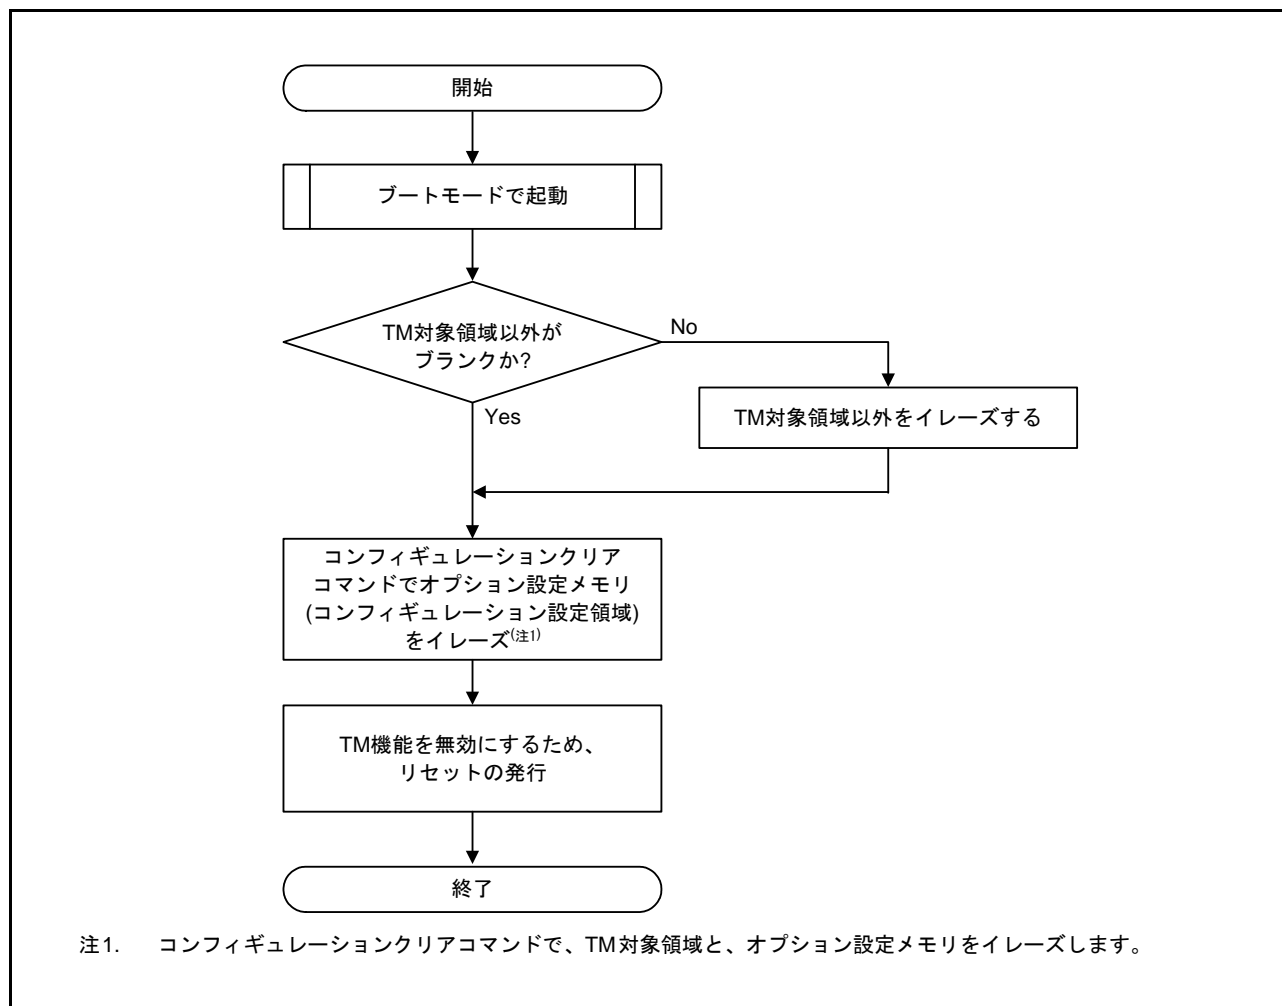 開始
ブートモードで起動
TM対象領域以外が
ブランクか?
No
Yes
TM対象領域以外をイレーズする
コンフィギュレーションクリア
コマンドでオプション設定メモリ
(コンフィギュレーション設定領域)
をイレーズ(注1)
TM機能を無効にするため、
リセットの発行
終了
注1. コンフィギュレーションクリアコマンドで、TM対象領域と、オプション設定メモリをイレーズします。